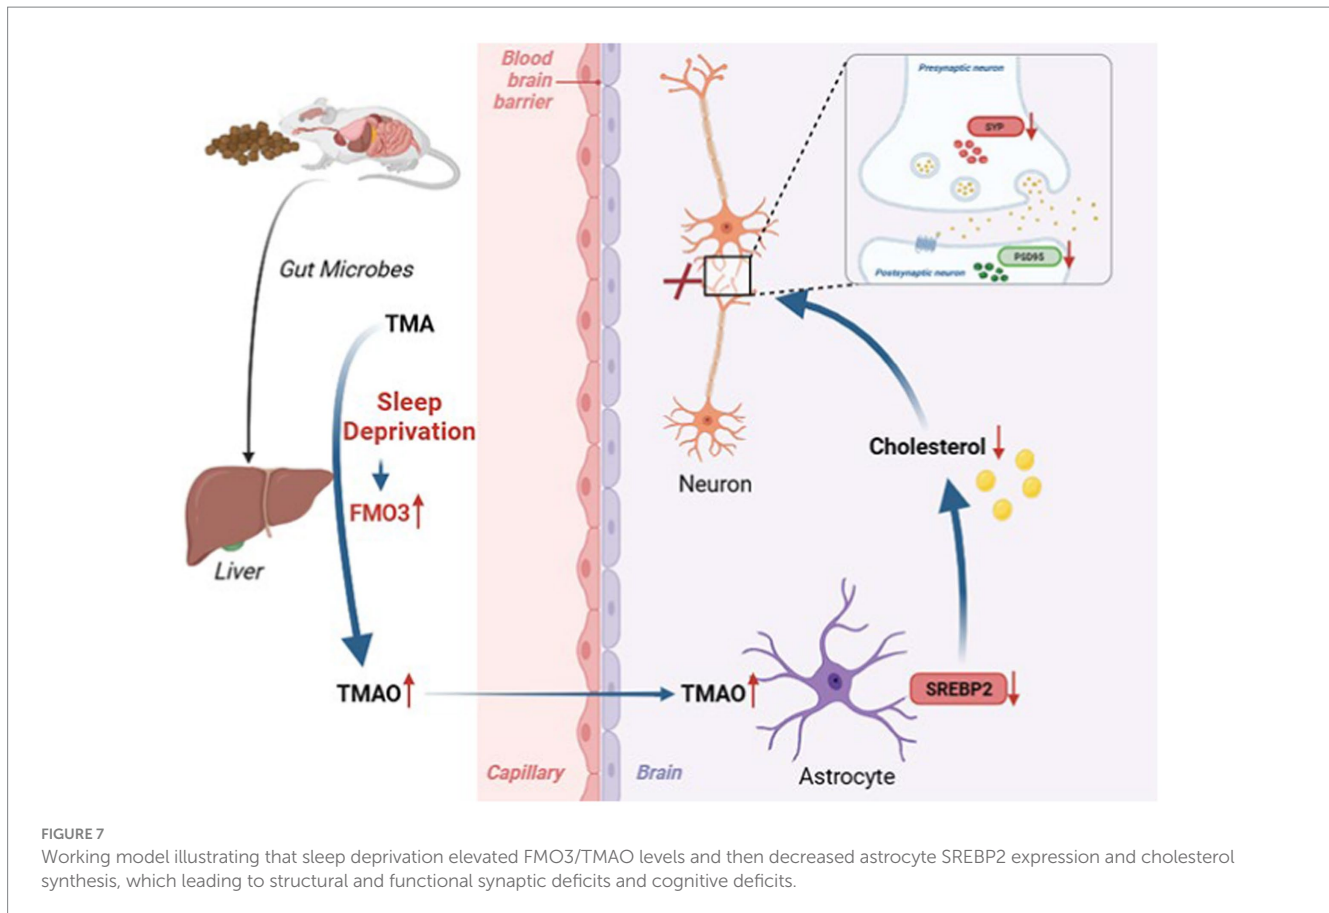 Blood
brain
barrier
Presynaptic neuron
SYP
PSD95
Postsynaptic neuron
Gut Microbes
TMA
Sleep
Deprivation
FMO3
Liver
Neuron
Cholesterol
TMAO
TMAO
SREBP2
Astrocyte
Capillary
Brain
FIGURE 7
Working model illustrating that sleep deprivation elevated FMO3/TMAO levels and then decreased astrocyte SREBP2 expression and cholesterol
synthesis, which leading to structural and functional synaptic deficits and cognitive deficits.